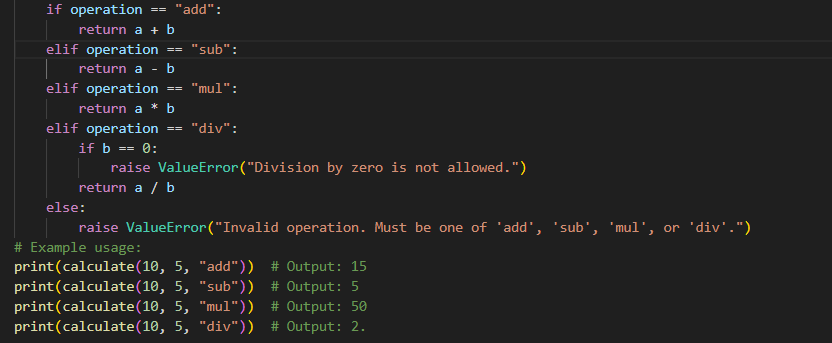 if operation == "add":
        return a + b
    elif operation == "sub":
        return a - b
    elif operation == "mul":
        return a * b
    elif operation == "div":
        if b == 0:
            raise ValueError("Division by zero is not allowed.")
        return a / b
    else:
        raise ValueError("Invalid operation. Must be one of 'add', 'sub', 'mul', or 'div'.")
# Example usage:
print(calculate(10, 5, "add"))  # Output: 15
print(calculate(10, 5, "sub"))  # Output: 5
print(calculate(10, 5, "mul"))  # Output: 50
print(calculate(10, 5, "div"))  # Output: 2.